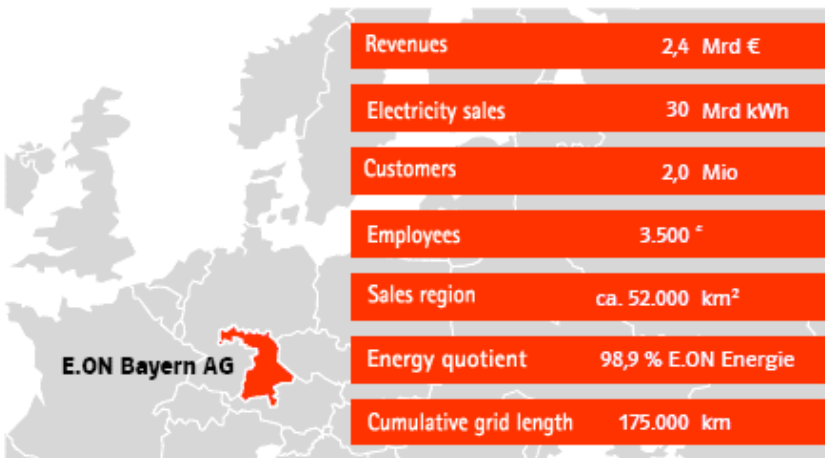 Revenues 2,4 Mrd €
Electricity sales 30 Mrd kWh
Customers 2,0 Mio
Employees 3.500
Sales region ca. 52.000 km²
E.ON Bayern AG
Energy quotient 98,9 % E.ON Energie
Cumulative grid length 175.000 km